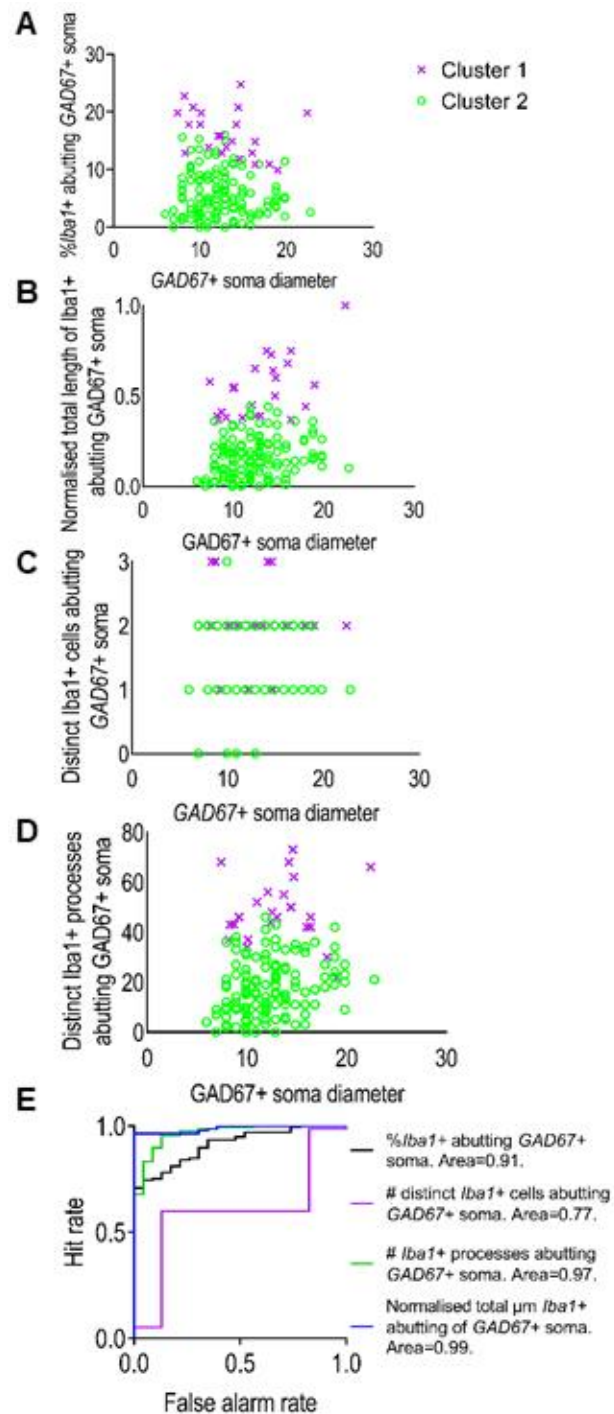 A
%Iba1+ abutting GAD67+ soma
30
20
10
0
0 10 20 30
GAD67+ soma diameter
× Cluster 1
○ Cluster 2
B
Normalised total length of Iba1+
abutting GAD67+ soma
1.0
0.5
0.0
0 10 20 30
GAD67+ soma diameter
C
Distinct Iba1+ cells abutting
GAD67+ soma
3
2
1
0
0 10 20 30
GAD67+ soma diameter
D
Distinct Iba1+ processes
abutting GAD67+ soma
80
60
40
20
0
0 10 20 30
GAD67+ soma diameter
E
Hit rate
1.0
0.5
0.0
0.0 0.5 1.0
False alarm rate
%Iba1+ abutting GAD67+
soma. Area=0.91.
# distinct Iba1+ cells abutting
GAD67+ soma. Area=0.77.
# Iba1+ processes abutting
GAD67+ soma. Area=0.97.
Normalised total µm Iba1+
abutting of GAD67+ soma.
Area=0.99.